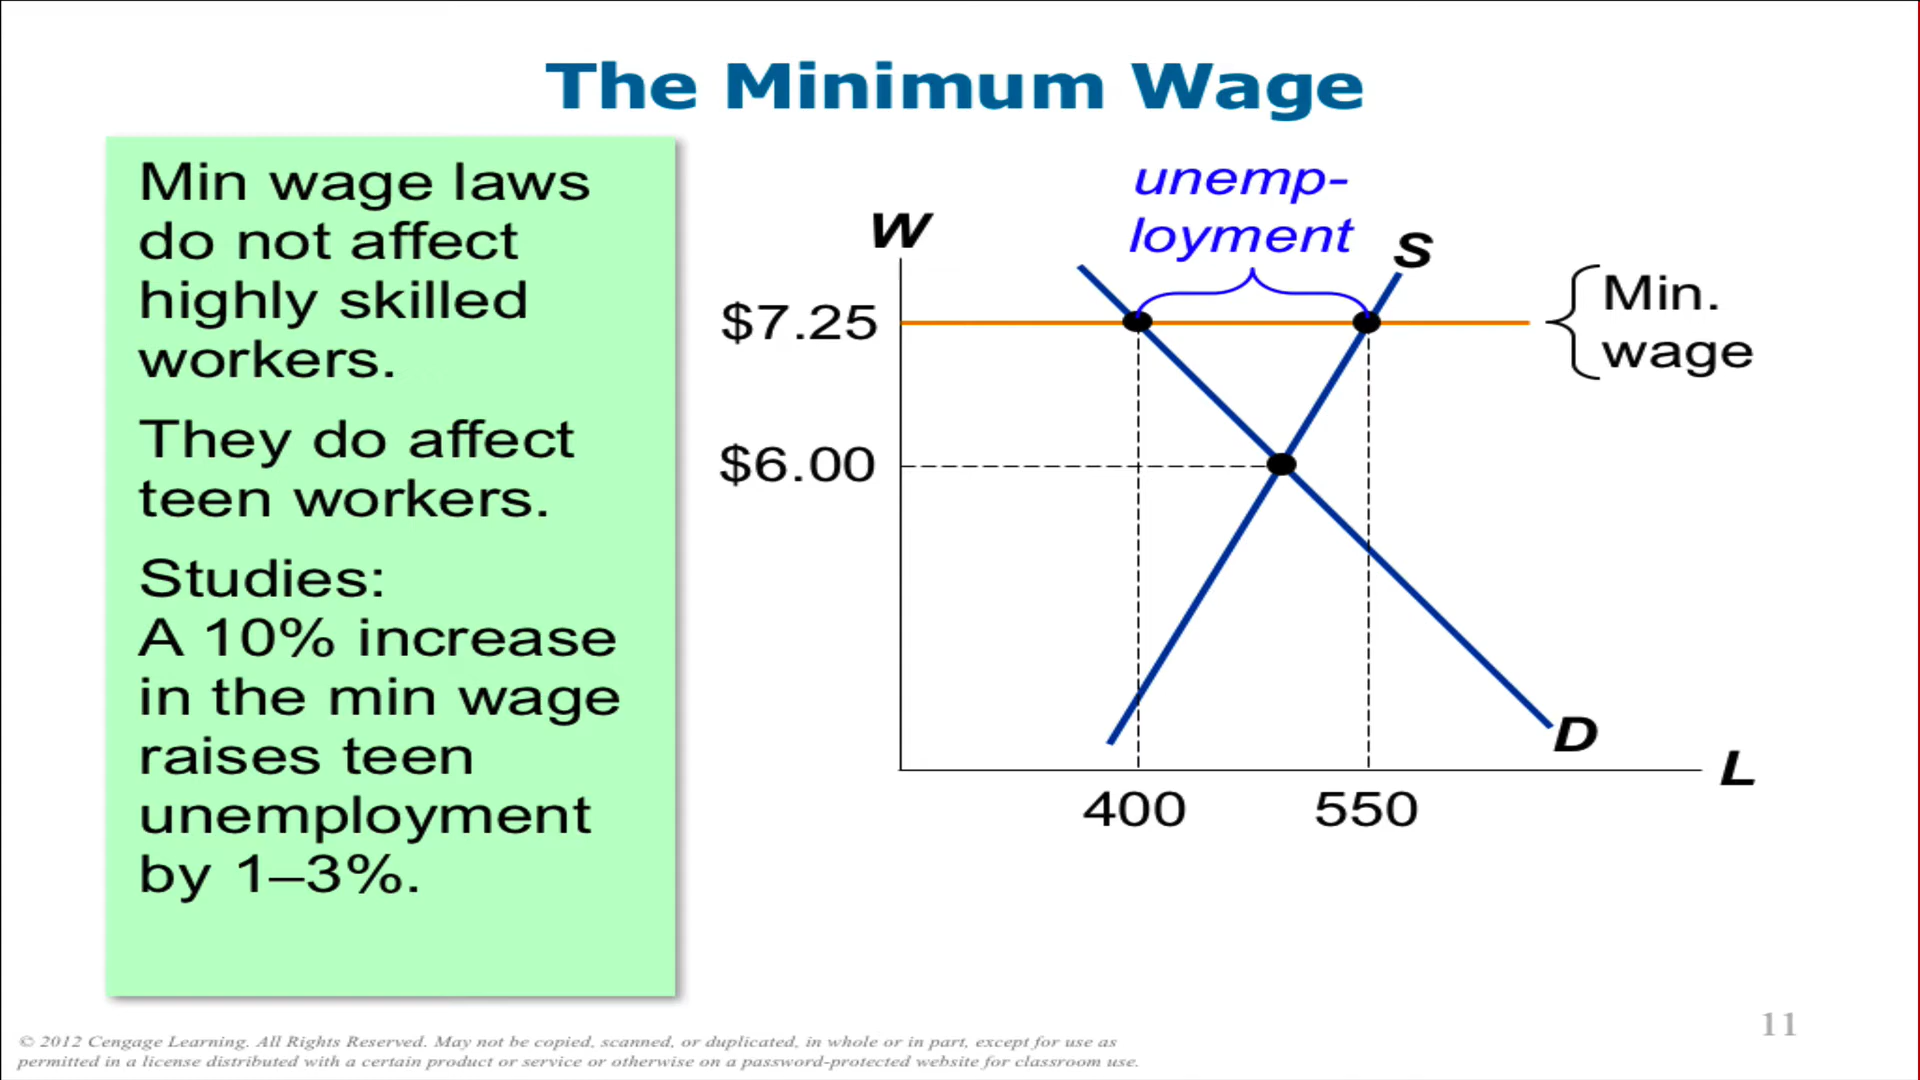 The Minimum Wage
Min wage laws
do not affect
highly skilled
workers.
They do affect
teen workers.
Studies:
A 10% increase
in the min wage
raises teen
unemployment
by 1–3%.
unemp-
loyment
W
S
$7.25
Min.
wage
$6.00
D
L
400
550
11
© 2012 Cengage Learning. All Rights Reserved. May not be copied, scanned, or duplicated, in whole or in part, except for use as
permitted in a license distributed with a certain product or service or otherwise on a password-protected website for classroom use.